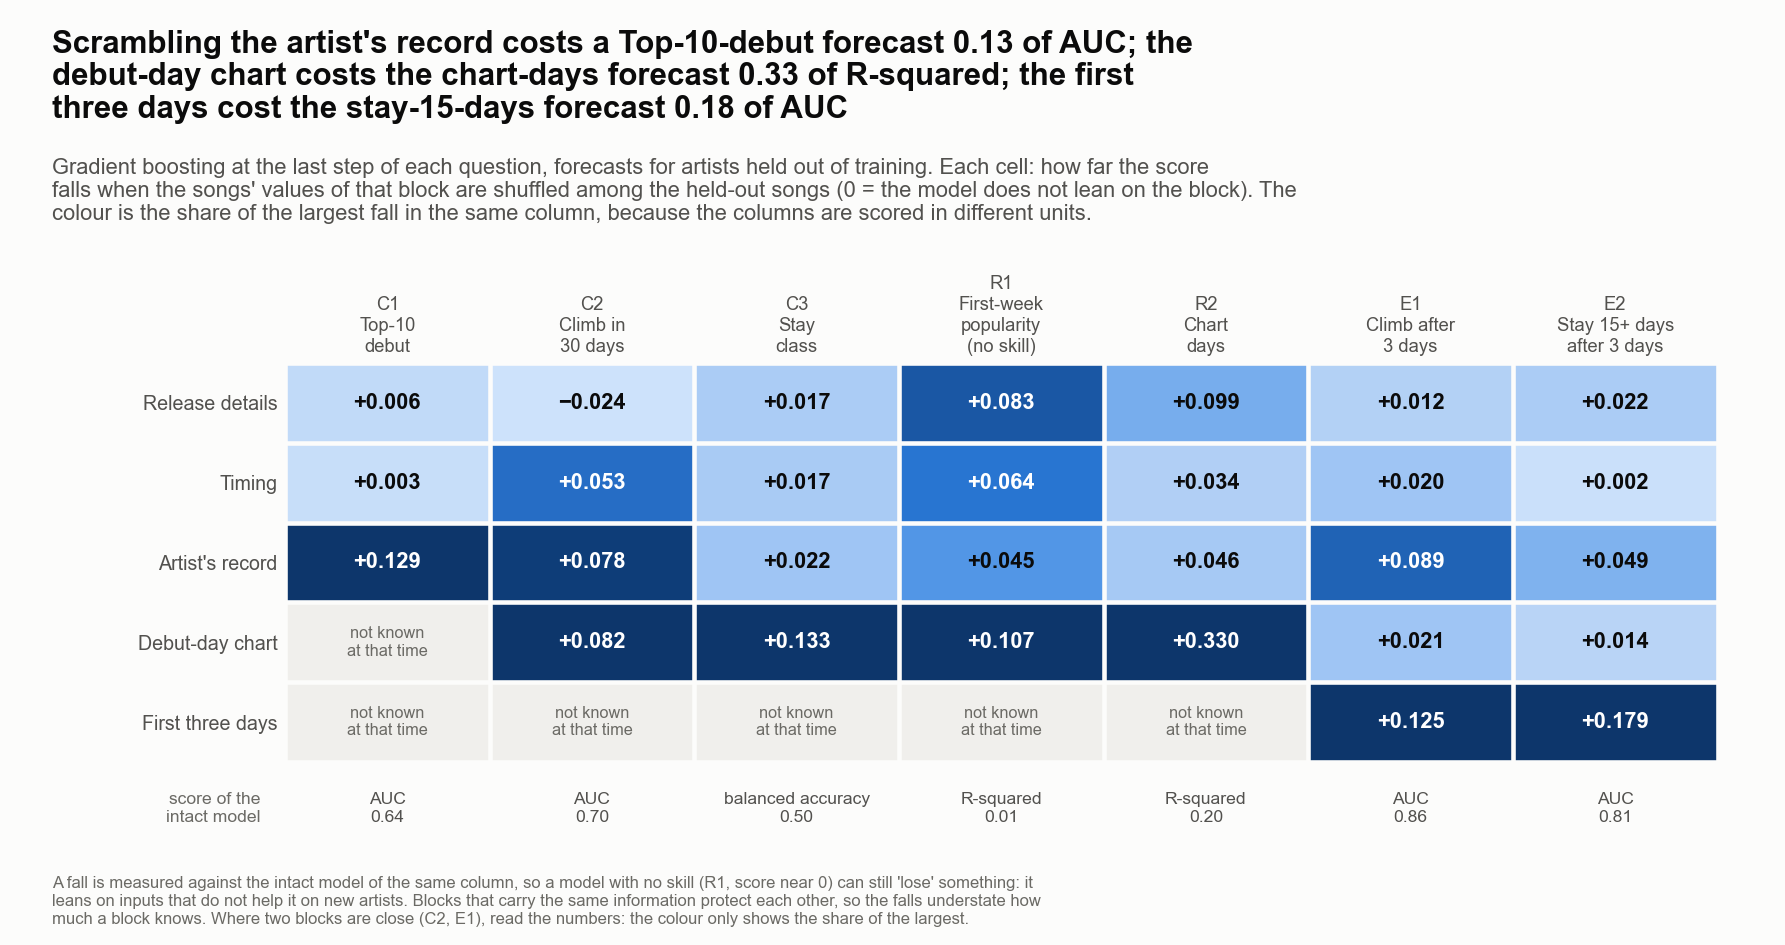 Scrambling the artist's record costs a Top-10-debut forecast 0.13 of AUC; the
debut-day chart costs the chart-days forecast 0.33 of R-squared; the first
three days cost the stay-15-days forecast 0.18 of AUC
Gradient boosting at the last step of each question, forecasts for artists held out of training. Each cell: how far the score
falls when the songs' values of that block are shuffled among the held-out songs (0 = the model does not lean on the block). The
colour is the share of the largest fall in the same column, because the columns are scored in different units.
C1
Top-10
debut
C2
Climb in
30 days
C3
Stay
class
R1
First-week
popularity
(no skill)
R2
Chart
days
E1
Climb after
3 days
E2
Stay 15+ days
after 3 days
Release details
+0.006
−0.024
+0.017
+0.083
+0.099
+0.012
+0.022
Timing
+0.003
+0.053
+0.017
+0.064
+0.034
+0.020
+0.002
Artist's record
+0.129
+0.078
+0.022
+0.045
+0.046
+0.089
+0.049
Debut-day chart
not known
at that time
+0.082
+0.133
+0.107
+0.330
+0.021
+0.014
First three days
not known
at that time
not known
at that time
not known
at that time
not known
at that time
not known
at that time
+0.125
+0.179
score of the
intact model
AUC
0.64
AUC
0.70
balanced accuracy
0.50
R-squared
0.01
R-squared
0.20
AUC
0.86
AUC
0.81
A fall is measured against the intact model of the same column, so a model with no skill (R1, score near 0) can still 'lose' something: it
leans on inputs that do not help it on new artists. Blocks that carry the same information protect each other, so the falls understate how
much a block knows. Where two blocks are close (C2, E1), read the numbers: the colour only shows the share of the largest.